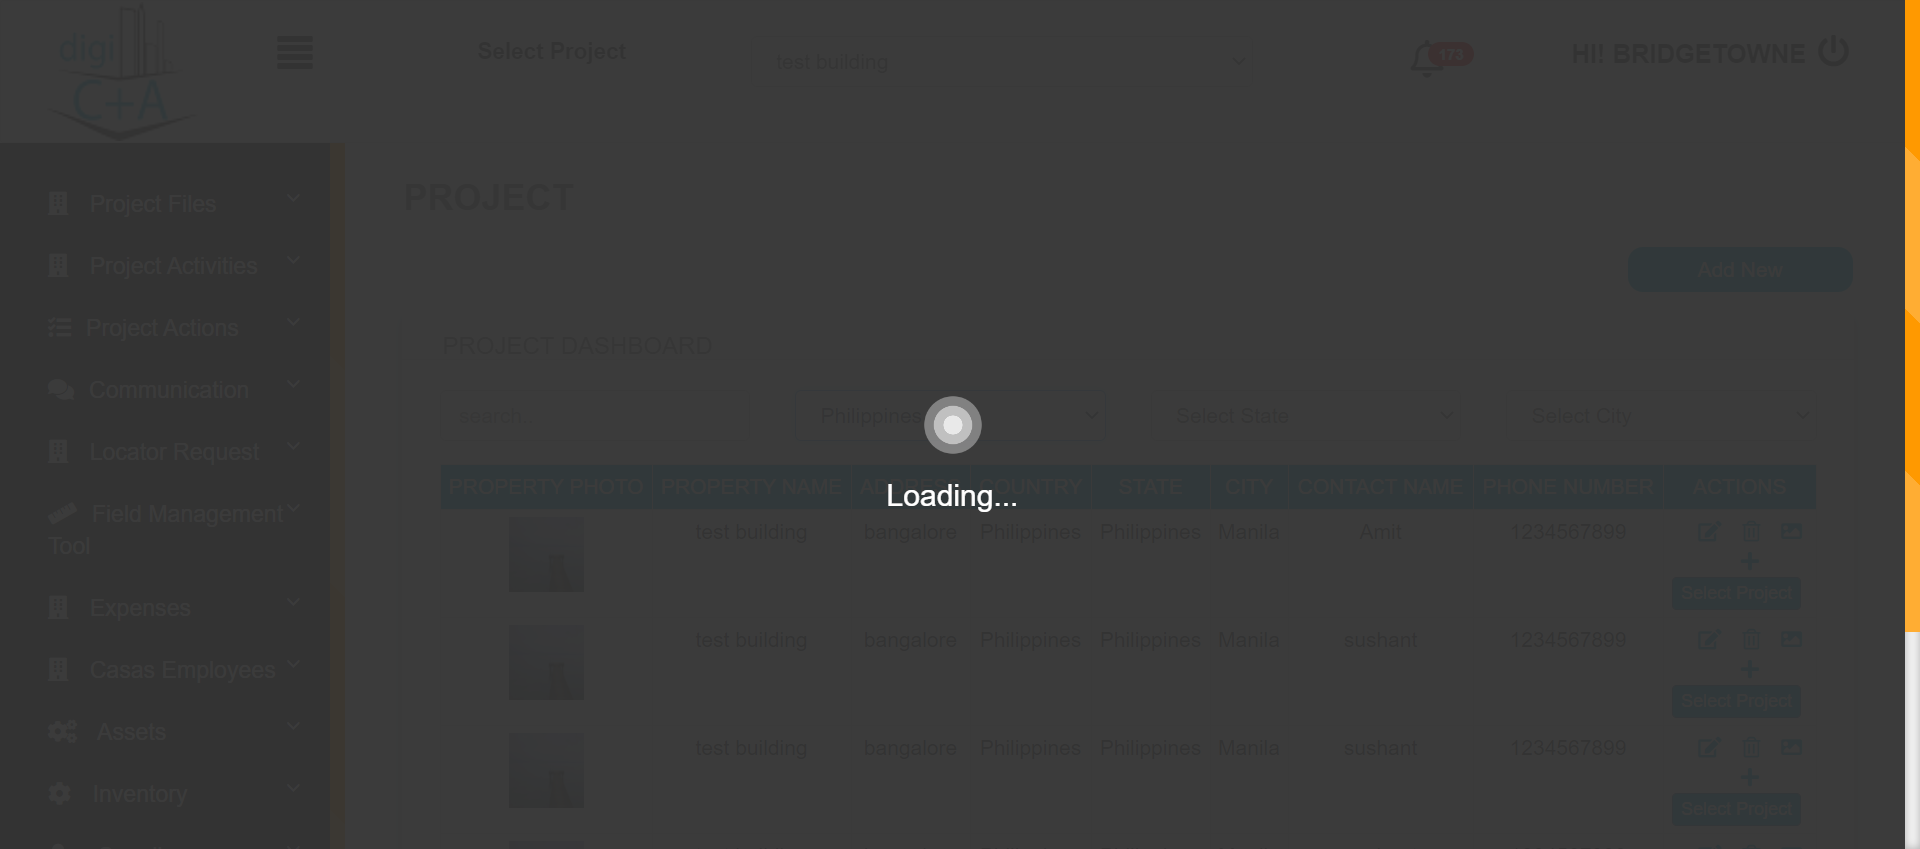 digi
C+A
Select Project
test building
173
HI! BRIDGETOWNE
Project Files
Project Activities
Project Actions
Communication
Locator Request
Field Management
Tool
Expenses
Casas Employees
Assets
Inventory
PROJECT
Add New
PROJECT DASHBOARD
search
Philippines
Select State
Select City
Loading...
PROPERTY PHOTO PROPERTY NAME ADDRESS COUNTRY STATE CITY CONTACT NAME PHONE NUMBER ACTIONS
test building bangalore Philippines Philippines Manila Amit 1234567899
Select Project
test building bangalore Philippines Philippines Manila sushant 1234567899
Select Project
test building bangalore Philippines Philippines Manila sushant 1234567899
Select Project